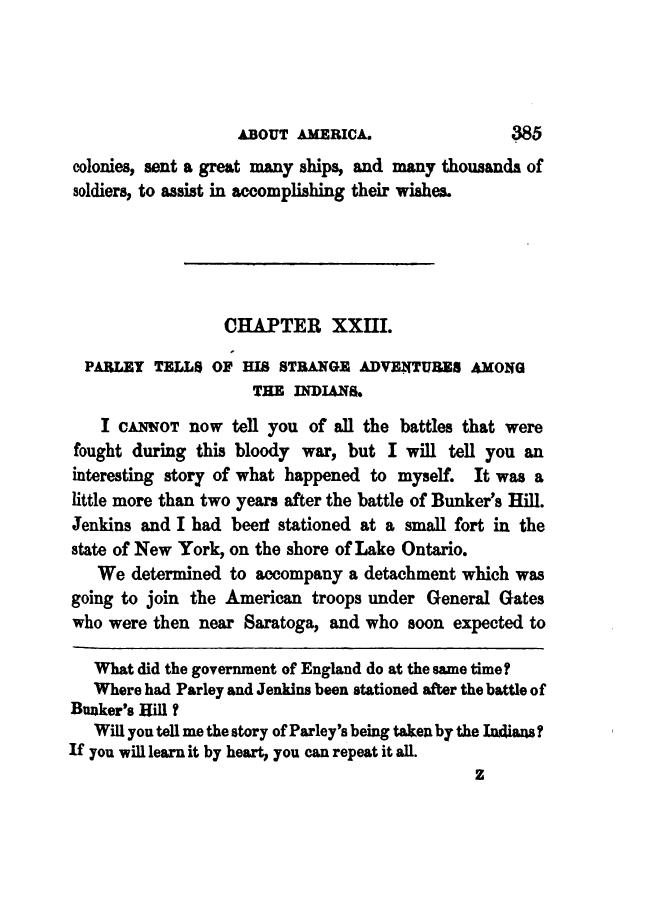 ABOUT AMERICA. 385
colonies, sent a great many ships, and many thousands of
soldiers, to assist in accomplishing their wishes.
CHAPTER XXIII.
PARLEY TELLS OF HIS STRANGE ADVENTURES AMONG
THE INDIANS.
I CANNOT now tell you of all the battles that were
fought during this bloody war, but I will tell you an
interesting story of what happened to myself. It was a
little more than two years after the battle of Bunker's Hill.
Jenkins and I had been stationed at a small fort in the
state of New York, on the shore of Lake Ontario.
We determined to accompany a detachment which was
going to join the American troops under General Gates
who were then near Saratoga, and who soon expected to
What did the government of England do at the same time?
Where had Parley and Jenkins been stationed after the battle of
Bunker's Hill?
Will you tell me the story of Parley's being taken by the Indians?
If you will learn it by heart, you can repeat it all.
Z